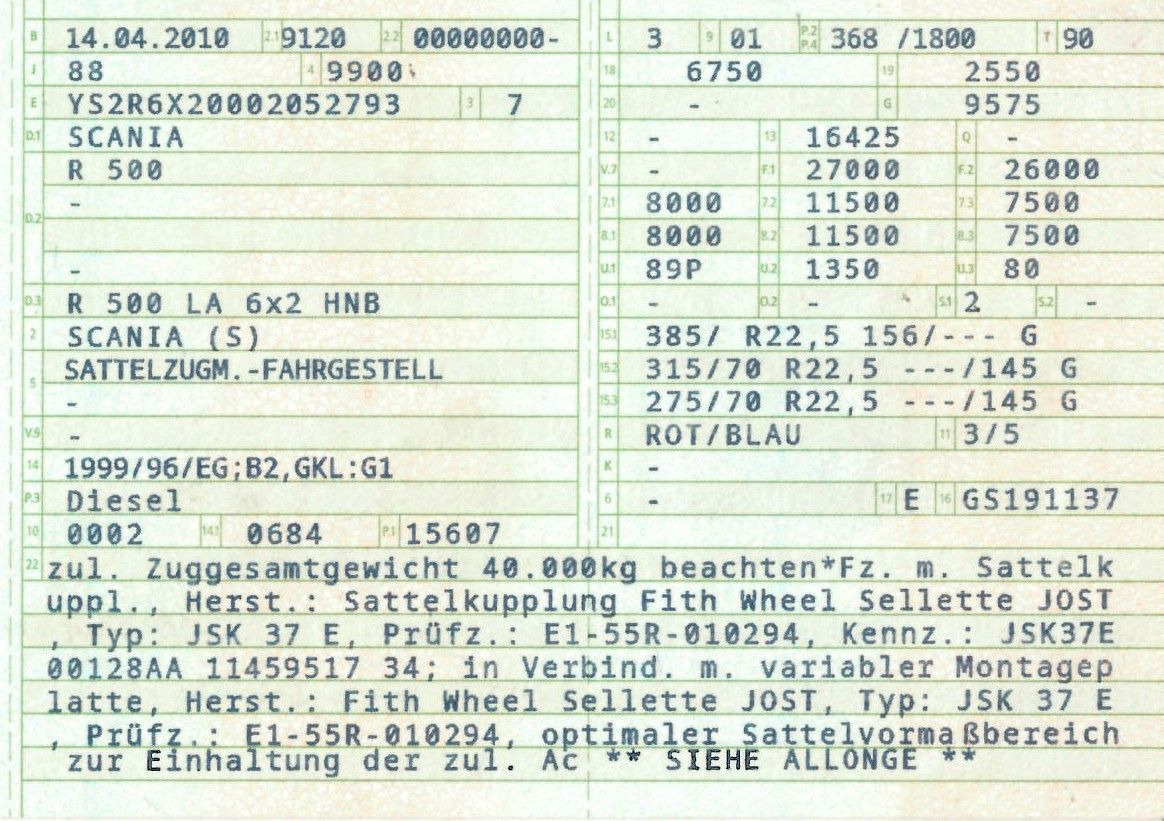 B 14.04.2010 2.1 9120 2.2 00000000-
J 88 4 9900
E YS2R6X20002052793 3 7
D.1 SCANIA
R 500
-
D.2
-
D.3 R 500 LA 6x2 HNB
2 SCANIA (S)
5 SATTELZUGM.-FAHRGESTELL
-
V.9 -
14 1999/96/EG;B2,GKL:G1
P.3 Diesel
10 0002 14.1 0684 P.1 15607
L 3 9 01 P.2 P.4 368 /1800 T 90
18 6750 19 2550
20 - G 9575
12 - 13 16425 Q -
V.7 - F.1 27000 F.2 26000
7.1 8000 7.2 11500 7.3 7500
8.1 8000 8.2 11500 8.3 7500
U.1 89P U.2 1350 U.3 80
O.1 - O.2 - S.1 2 S.2 -
15.1 385/ R22,5 156/--- G
15.2 315/70 R22,5 ---/145 G
15.3 275/70 R22,5 ---/145 G
R ROT/BLAU 11 3/5
K -
6 - 17 E 16 GS191137
21
22 zul. Zuggesamtgewicht 40.000kg beachten*Fz. m. Sattelk
uppl., Herst.: Sattelkupplung Fith Wheel Sellette JOST
, Typ: JSK 37 E, Prüfz.: E1-55R-010294, Kennz.: JSK37E
00128AA 11459517 34; in Verbind. m. variabler Montagep
latte, Herst.: Fith Wheel Sellette JOST, Typ: JSK 37 E
, Prüfz.: E1-55R-010294, optimaler Sattelvormaßbereich
zur Einhaltung der zul. Ac ** SIEHE ALLONGE **